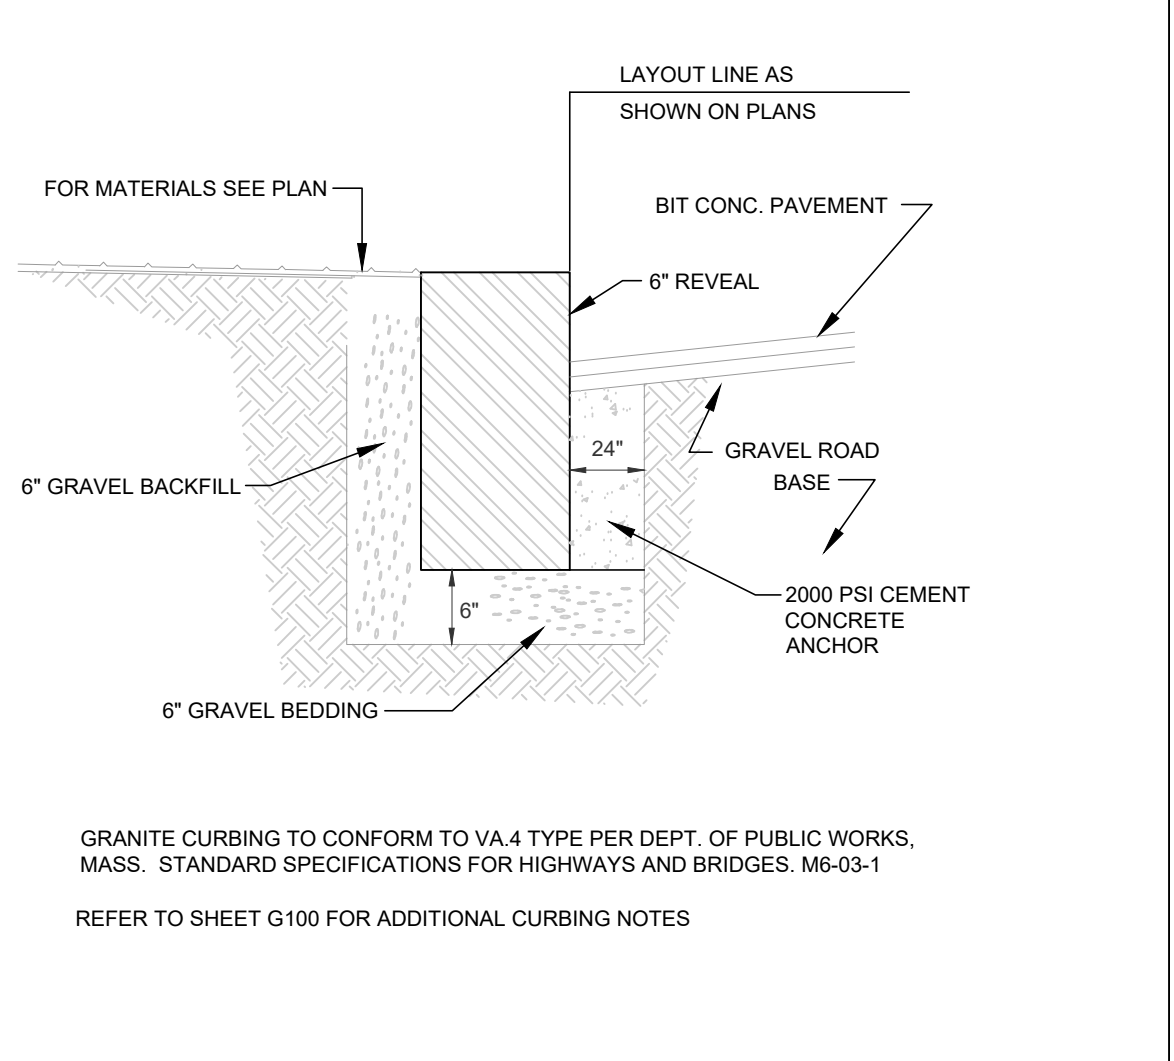 LAYOUT LINE AS
SHOWN ON PLANS
FOR MATERIALS SEE PLAN
BIT CONC. PAVEMENT
6" REVEAL
24"
GRAVEL ROAD
BASE
6" GRAVEL BACKFILL
2000 PSI CEMENT
CONCRETE
ANCHOR
6"
6" GRAVEL BEDDING
GRANITE CURBING TO CONFORM TO VA.4 TYPE PER DEPT. OF PUBLIC WORKS,
MASS. STANDARD SPECIFICATIONS FOR HIGHWAYS AND BRIDGES. M6-03-1
REFER TO SHEET G100 FOR ADDITIONAL CURBING NOTES